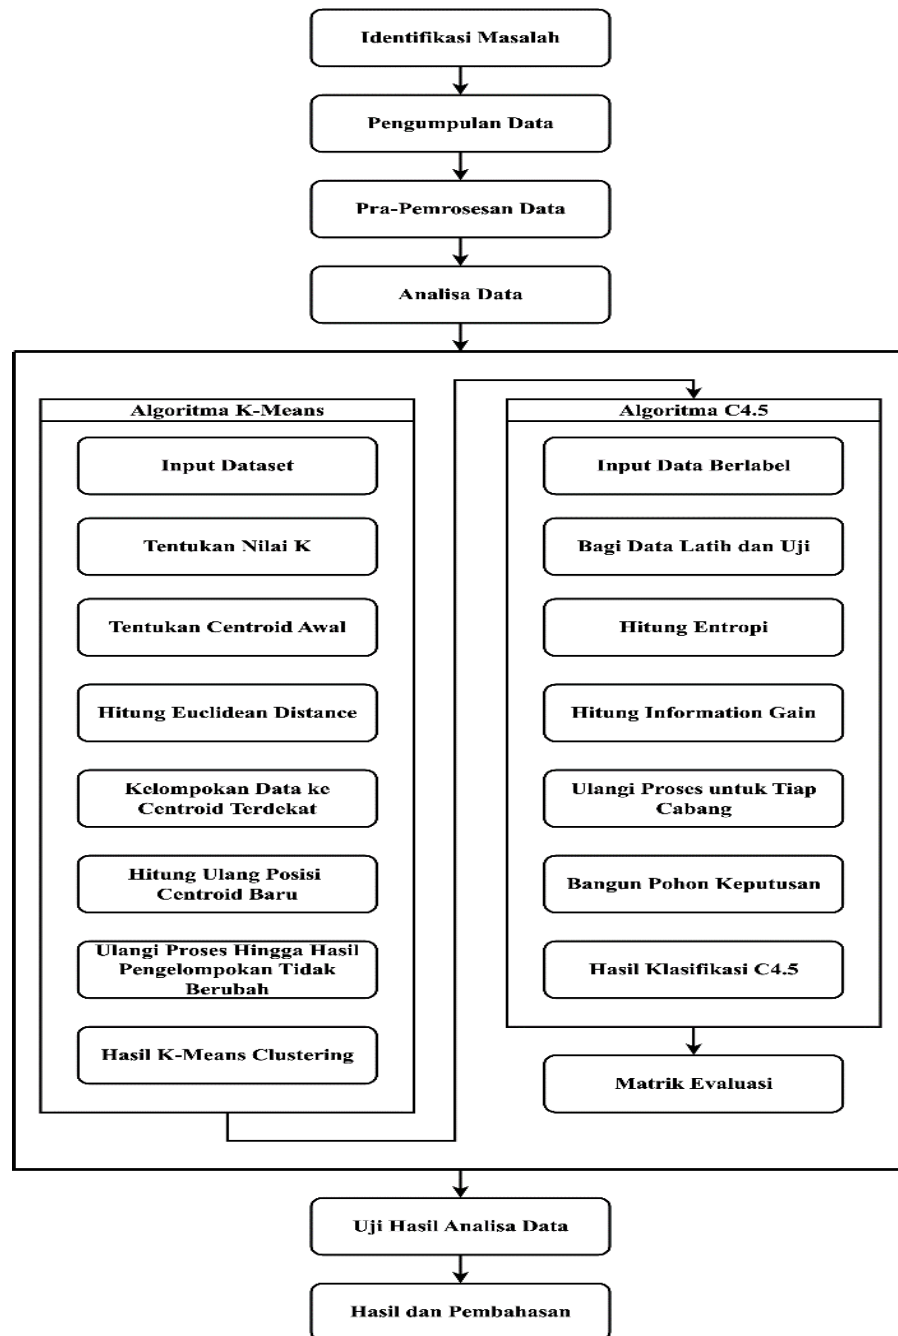 Identifikasi Masalah
Pengumpulan Data
Pra-Pemrosesan Data
Analisa Data
Algoritma K-Means
Input Dataset
Tentukan Nilai K
Tentukan Centroid Awal
Hitung Euclidean Distance
Kelompokan Data ke
Centroid Terdekat
Hitung Ulang Posisi
Centroid Baru
Ulangi Proses Hingga Hasil
Pengelompokan Tidak
Berubah
Hasil K-Means Clustering
Algoritma C4.5
Input Data Berlabel
Bagi Data Latih dan Uji
Hitung Entropi
Hitung Information Gain
Ulangi Proses untuk Tiap
Cabang
Bangun Pohon Keputusan
Hasil Klasifikasi C4.5
Matrik Evaluasi
Uji Hasil Analisa Data
Hasil dan Pembahasan